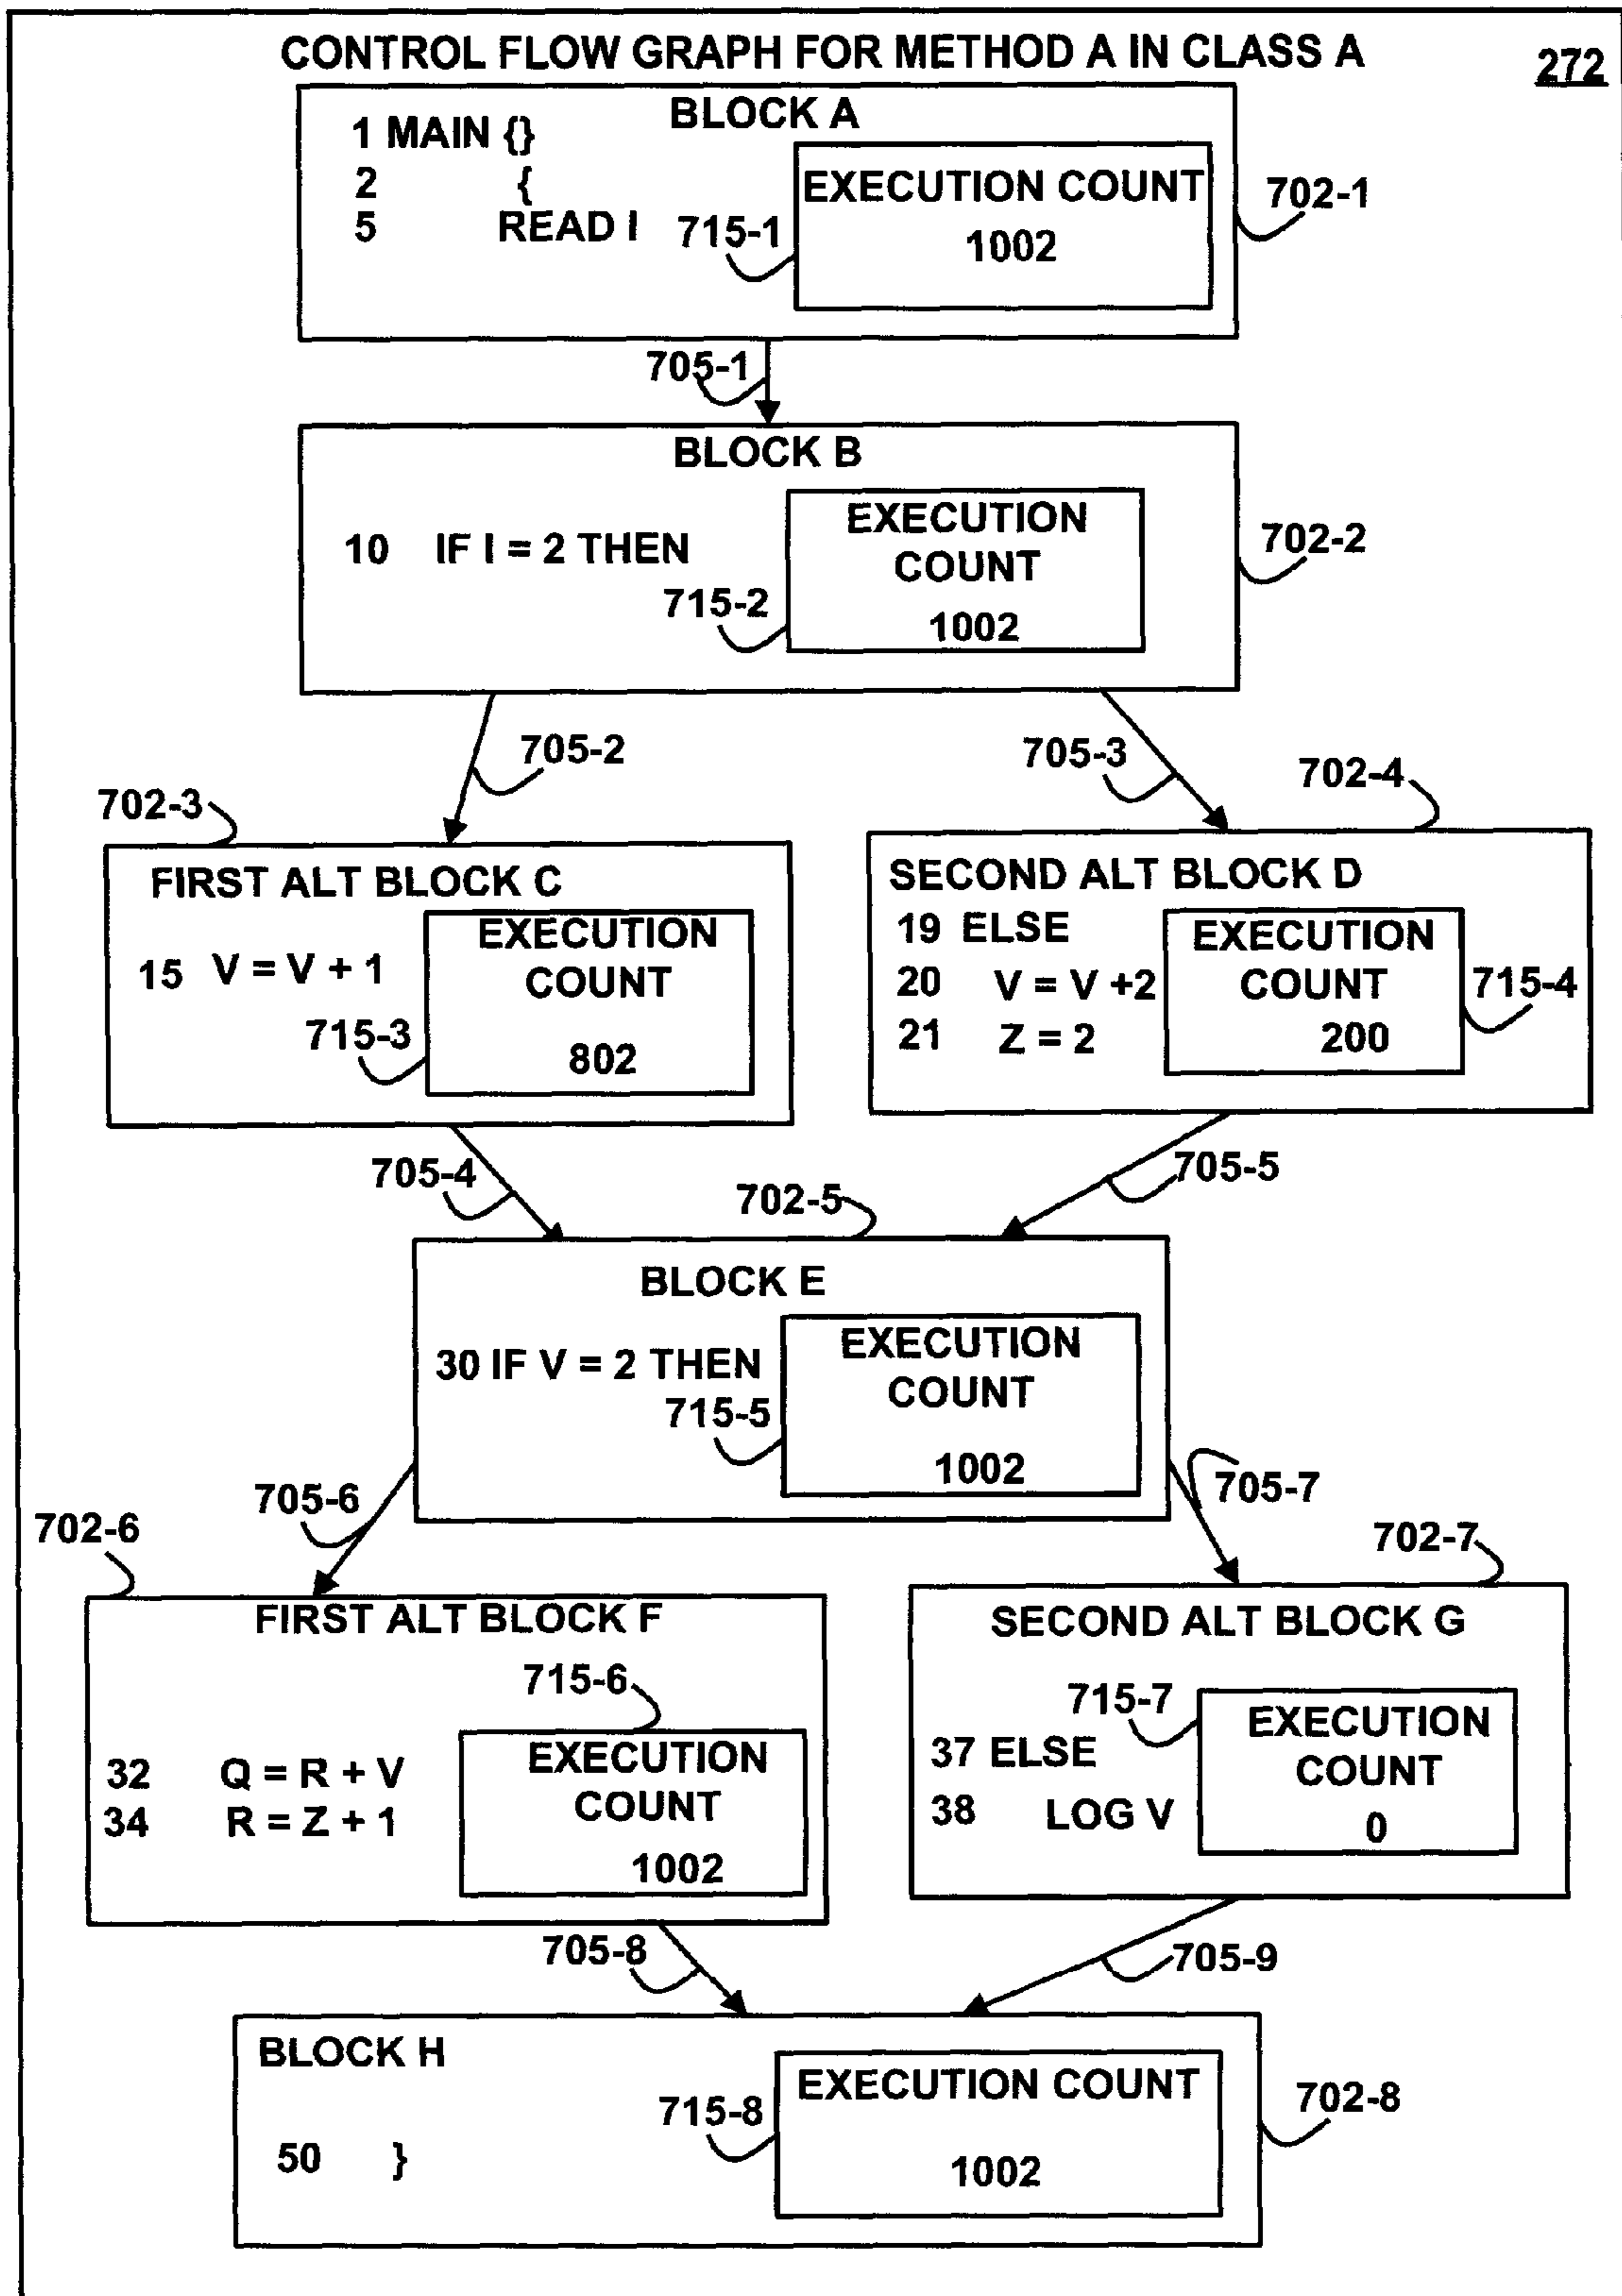 CONTROL FLOW GRAPH FOR METHOD A IN CLASS A
272
BLOCK A
1 MAIN {}
2 {
5 READ I
715-1
EXECUTION COUNT
1002
702-1
705-1
BLOCK B
10 IF I = 2 THEN
715-2
EXECUTION
COUNT
1002
702-2
705-2
705-3
702-3
702-4
FIRST ALT BLOCK C
15 V = V + 1
715-3
EXECUTION
COUNT
802
SECOND ALT BLOCK D
19 ELSE
20 V = V +2
21 Z = 2
EXECUTION
COUNT
200
715-4
705-4
705-5
702-5
BLOCK E
30 IF V = 2 THEN
715-5
EXECUTION
COUNT
1002
705-6
705-7
702-6
702-7
FIRST ALT BLOCK F
715-6
32 Q = R + V
34 R = Z + 1
EXECUTION
COUNT
1002
SECOND ALT BLOCK G
715-7
37 ELSE
38 LOG V
EXECUTION
COUNT
0
705-8
705-9
BLOCK H
50 }
715-8
EXECUTION COUNT
1002
702-8